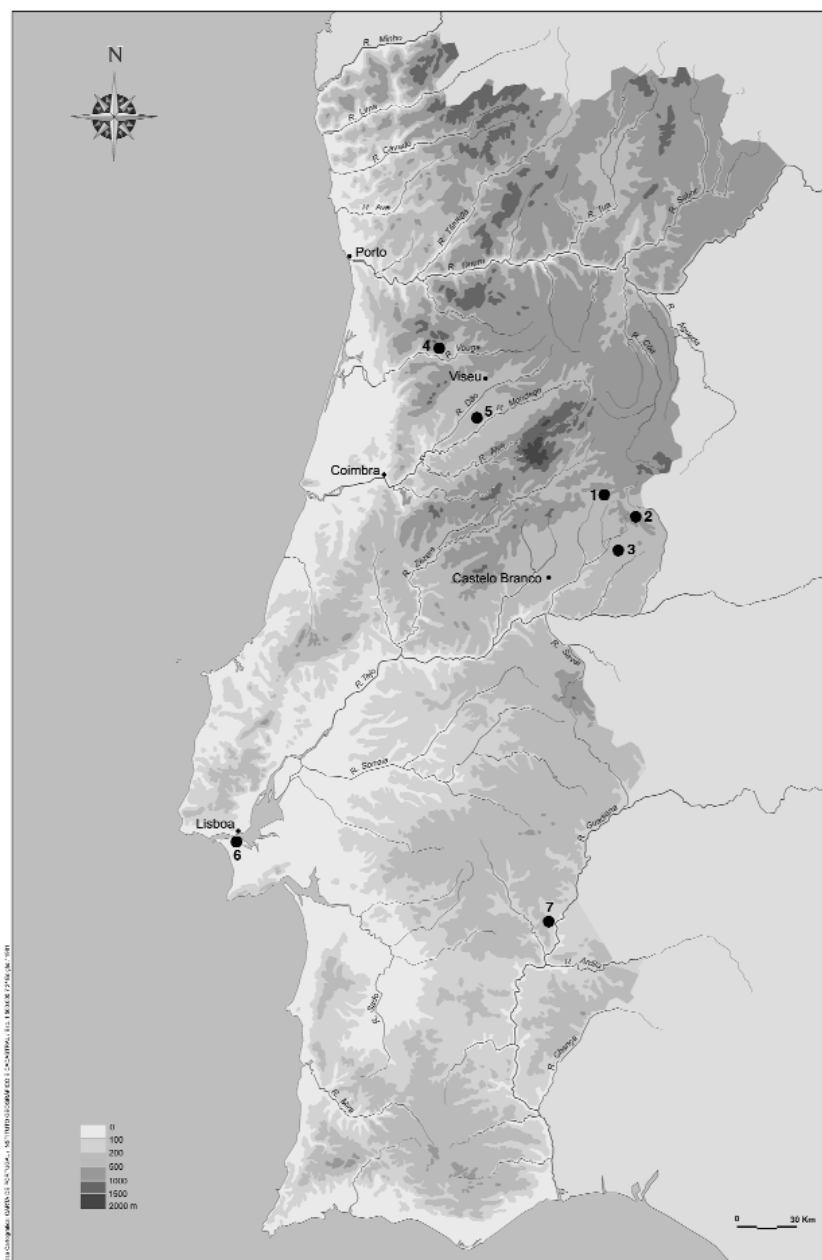 N
R. Minho
R. Lima
R. Cávado
R. Ave
R. Tâmega
R. Tua
R. Sabor
Porto
R. Douro
R. Águeda
R. Côa
4
R. Vouga
Viseu
R. Dão
R. Mondego
5
R. Alva
Coimbra
1
2
3
R. Zêzere
Castelo Branco
R. Sever
R. Tejo
R. Sorraia
R. Guadiana
Lisboa
6
7
R. Ardila
R. Sado
R. Chança
R. Mira
0
100
200
500
1000
1500
2000 m
0 30 Km